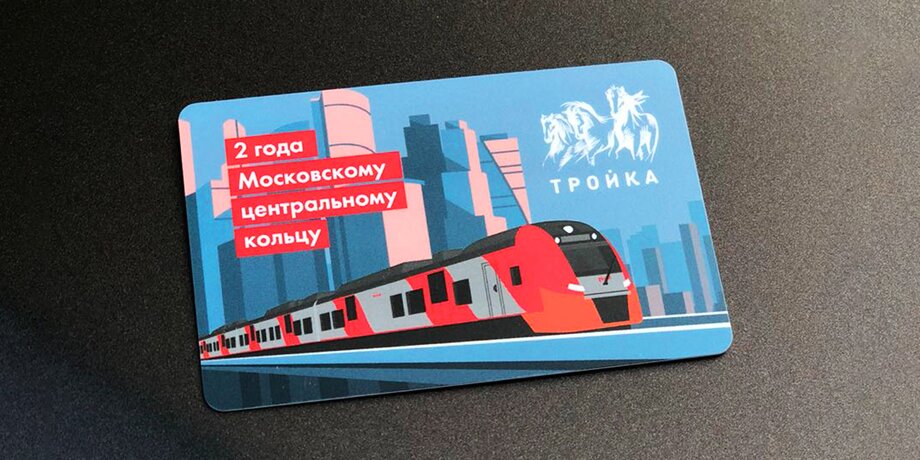 2 года
Московскому
центральному
кольцу
ТРОЙКА